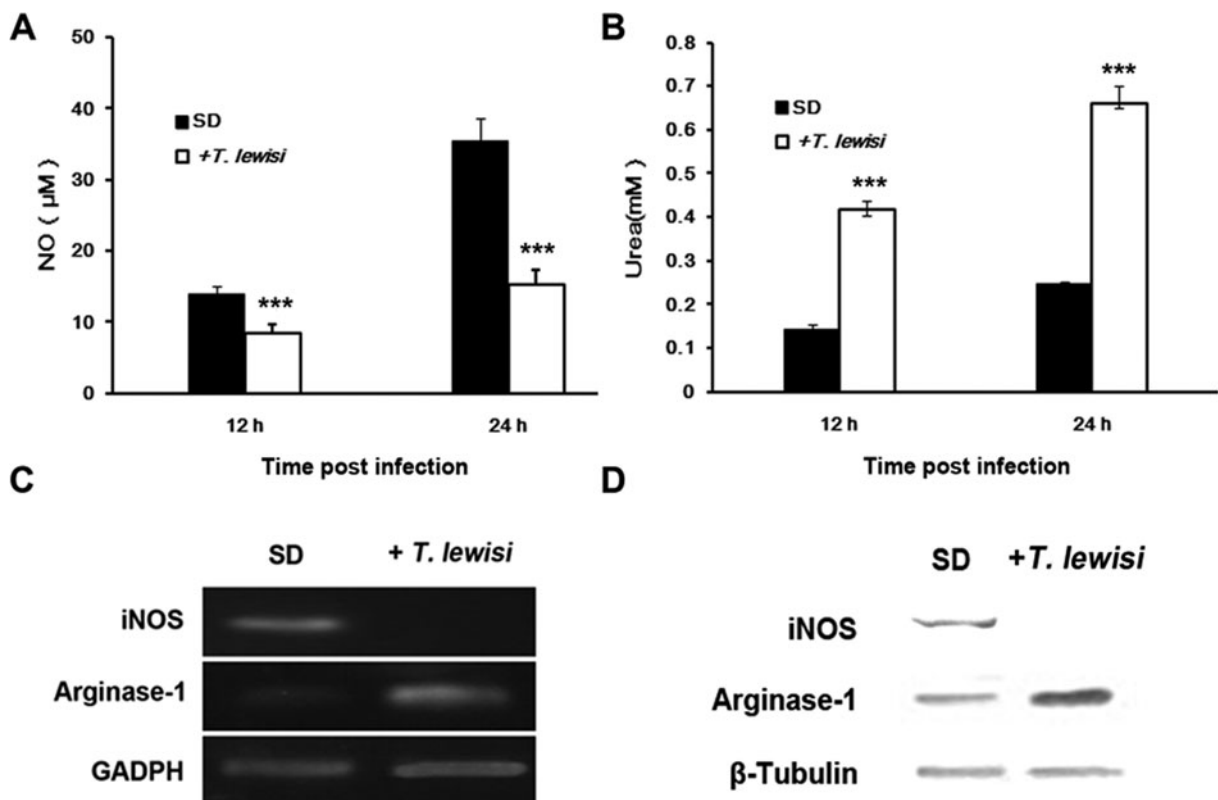 A
50
40
30
20
10
0
NO ( µM )
SD
+T. lewisi
***
***
12 h
24 h
Time post infection
B
0.8
0.7
0.6
0.5
0.4
0.3
0.2
0.1
0
Urea(mM )
SD
+T. lewisi
***
***
12 h
24 h
Time post infection
C
SD + T. lewisi
iNOS
Arginase-1
GADPH
D
SD +T. lewisi
iNOS
Arginase-1
β-Tubulin